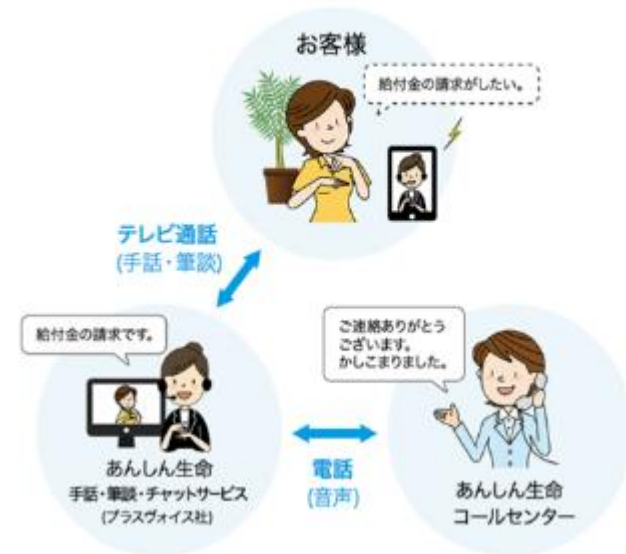 お客様
給付金の請求がしたい。
テレビ通話
(手話・筆談)
給付金の請求です。
ご連絡ありがとう
ございます。
かしこまりました。
あんしん生命
手話・筆談・チャットサービス
(プラスヴォイス社)
電話
(音声)
あんしん生命
コールセンター